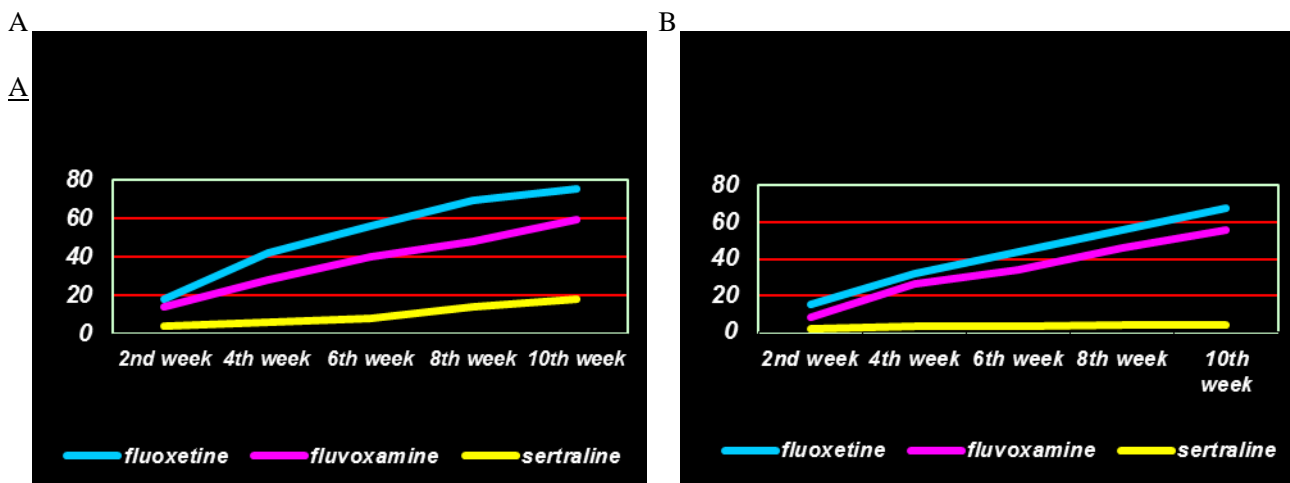 A
A
80
60
40
20
0
2nd week 4th week 6th week 8th week 10th week
fluoxetine fluvoxamine sertraline
B
80
60
40
20
0
2nd week 4th week 6th week 8th week 10th
week
fluoxetine fluvoxamine sertraline